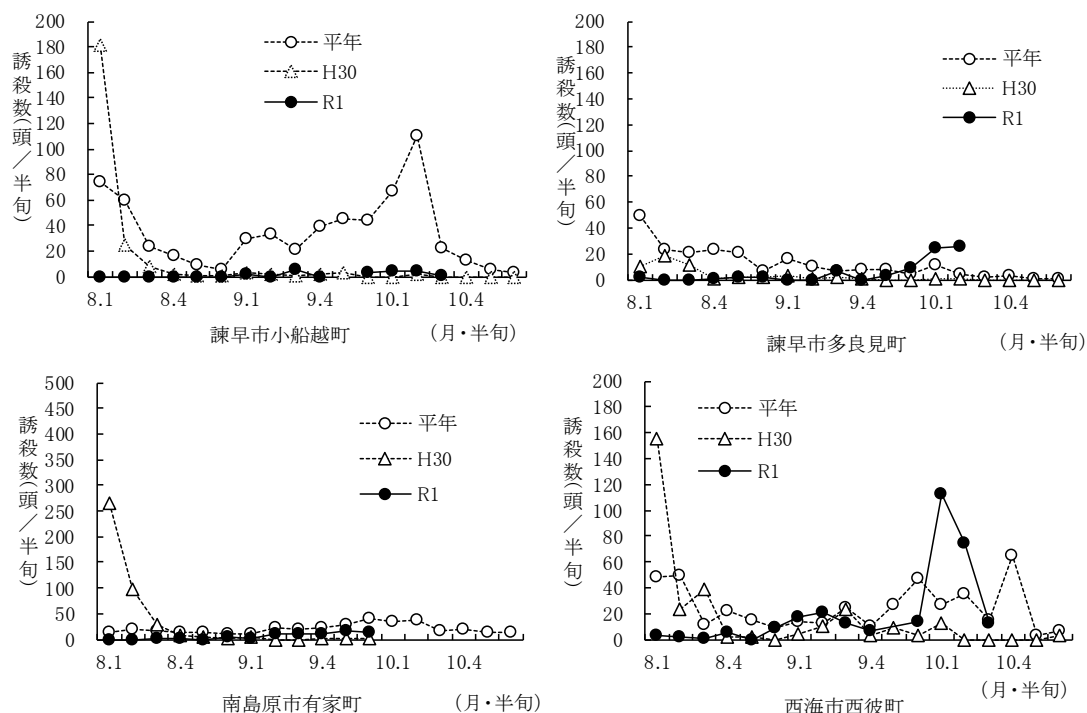 200
180
160
140
120
100
80
60
40
20
0
誘殺数(頭／半旬)
平年
H30
R1
8.1
8.4
9.1
9.4
10.1
10.4
諫早市小船越町
(月・半旬)
200
180
160
140
120
100
80
60
40
20
0
誘殺数(頭／半旬)
平年
H30
R1
8.1
8.4
9.1
9.4
10.1
10.4
諫早市多良見町
(月・半旬)
500
450
400
350
300
250
200
150
100
50
0
誘殺数(頭／半旬)
平年
H30
R1
8.1
8.4
9.1
9.4
10.1
10.4
南島原市有家町
(月・半旬)
200
180
160
140
120
100
80
60
40
20
0
誘殺数(頭／半旬)
平年
H30
R1
8.1
8.4
9.1
9.4
10.1
10.4
西海市西彼町
(月・半旬)